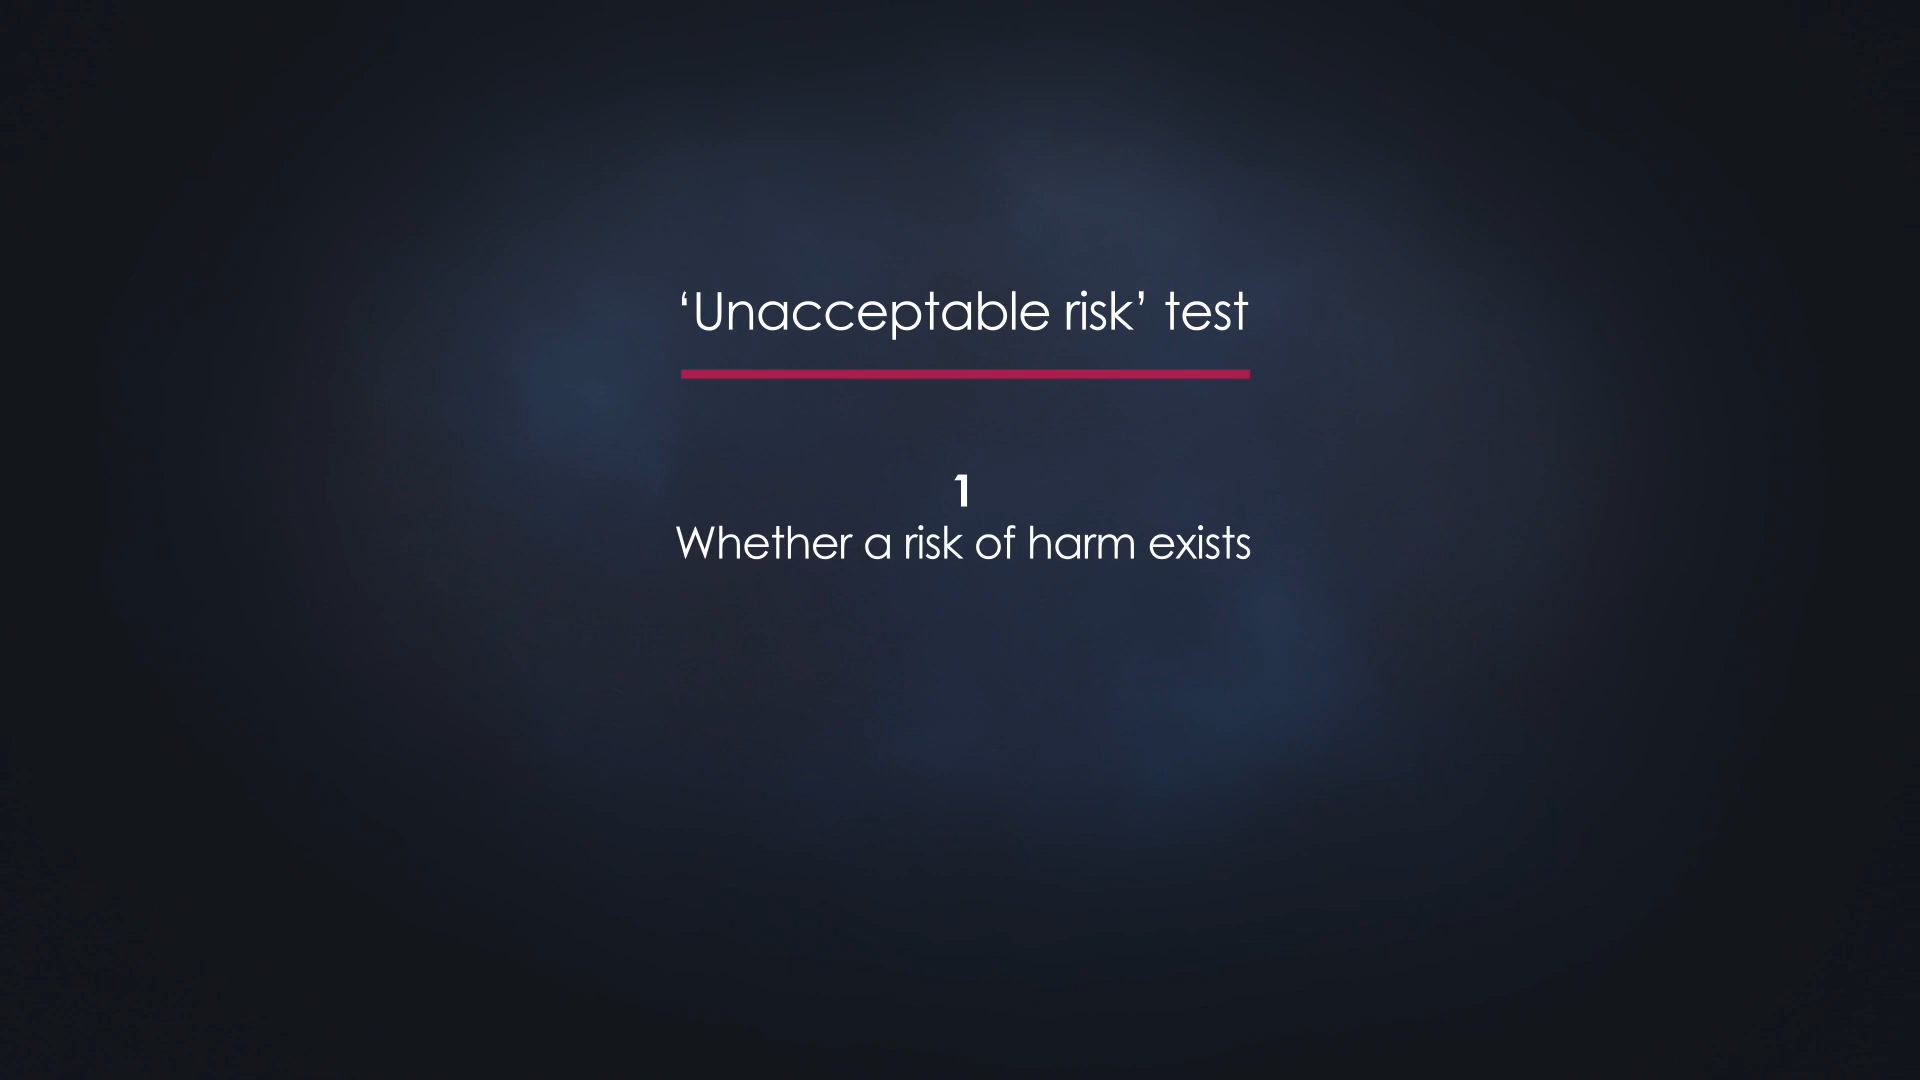 ‘Unacceptable risk’ test
1
Whether a risk of harm exists